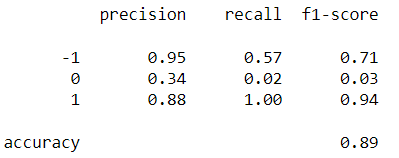 precision recall f1-score
-1 0.95 0.57 0.71
0 0.34 0.02 0.03
1 0.88 1.00 0.94
accuracy 0.89